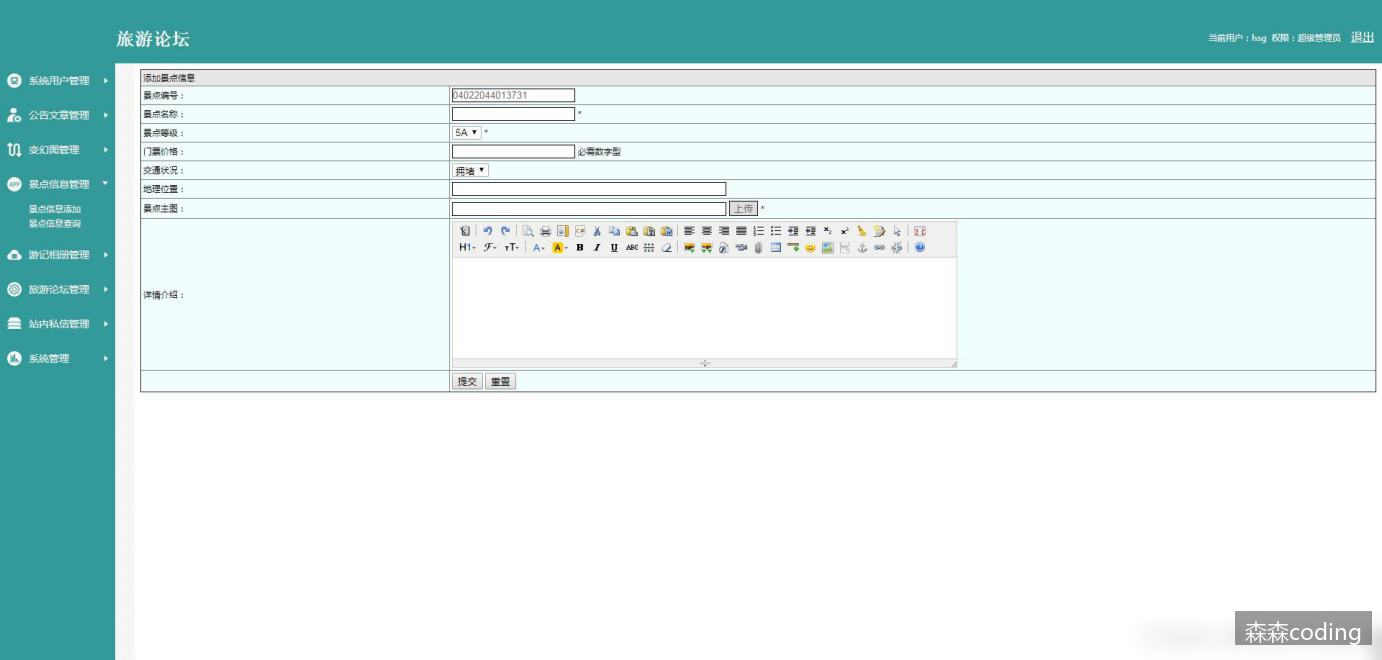 旅游论坛
当前用户：hsg 权限：超级管理员 退出
系统用户管理
公告文章管理
变幻图管理
景点信息管理
景点信息添加
景点信息查询
游记相册管理
旅游论坛管理
站内私信管理
系统管理
添加景点信息
景点编号： 04022044013731
景点名称： *
景点等级： 5A *
门票价格： 必需数字型
交通状况： 拥堵
地理位置：
景点主图： 上传 *
详情介绍：
提交 重置
森森coding